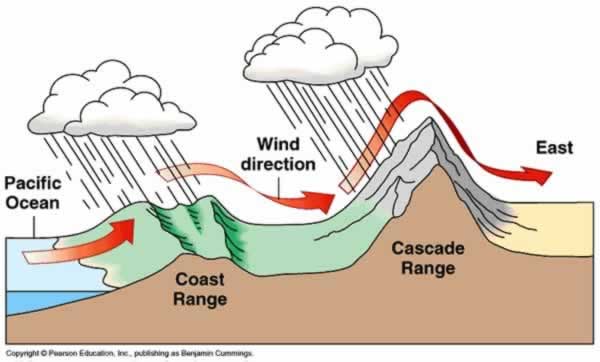 Pacific
Ocean
Wind
direction
East
Coast
Range
Cascade
Range
Copyright © Pearson Education, Inc., publishing as Benjamin Cummings.